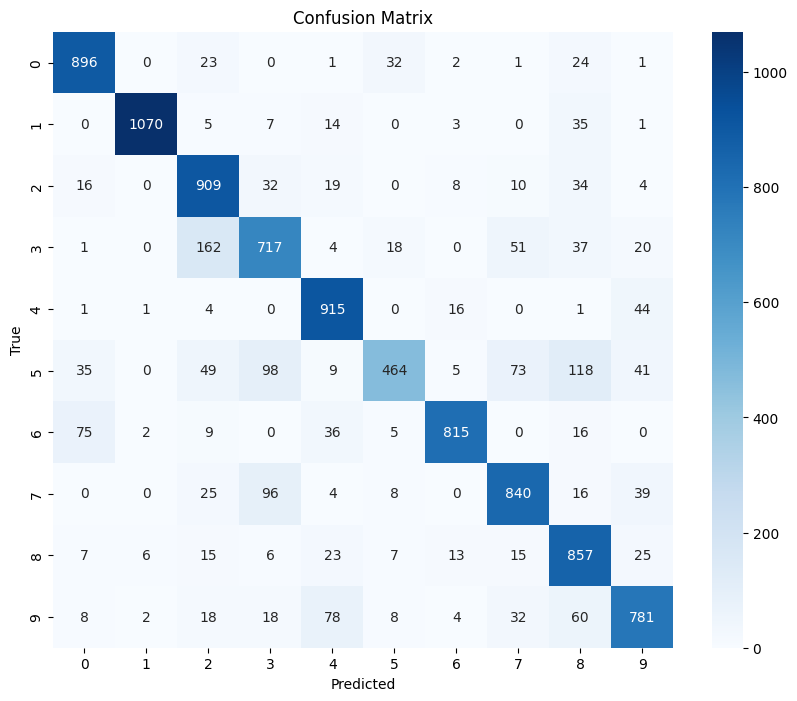 Confusion Matrix
0 896 0 23 0 1 32 2 1 24 1
1 0 1070 5 7 14 0 3 0 35 1
2 16 0 909 32 19 0 8 10 34 4
3 1 0 162 717 4 18 0 51 37 20
4 1 1 4 0 915 0 16 0 1 44
5 35 0 49 98 9 464 5 73 118 41
6 75 2 9 0 36 5 815 0 16 0
7 0 0 25 96 4 8 0 840 16 39
8 7 6 15 6 23 7 13 15 857 25
9 8 2 18 18 78 8 4 32 60 781
0 1 2 3 4 5 6 7 8 9
Predicted
True
1000
800
600
400
200
0